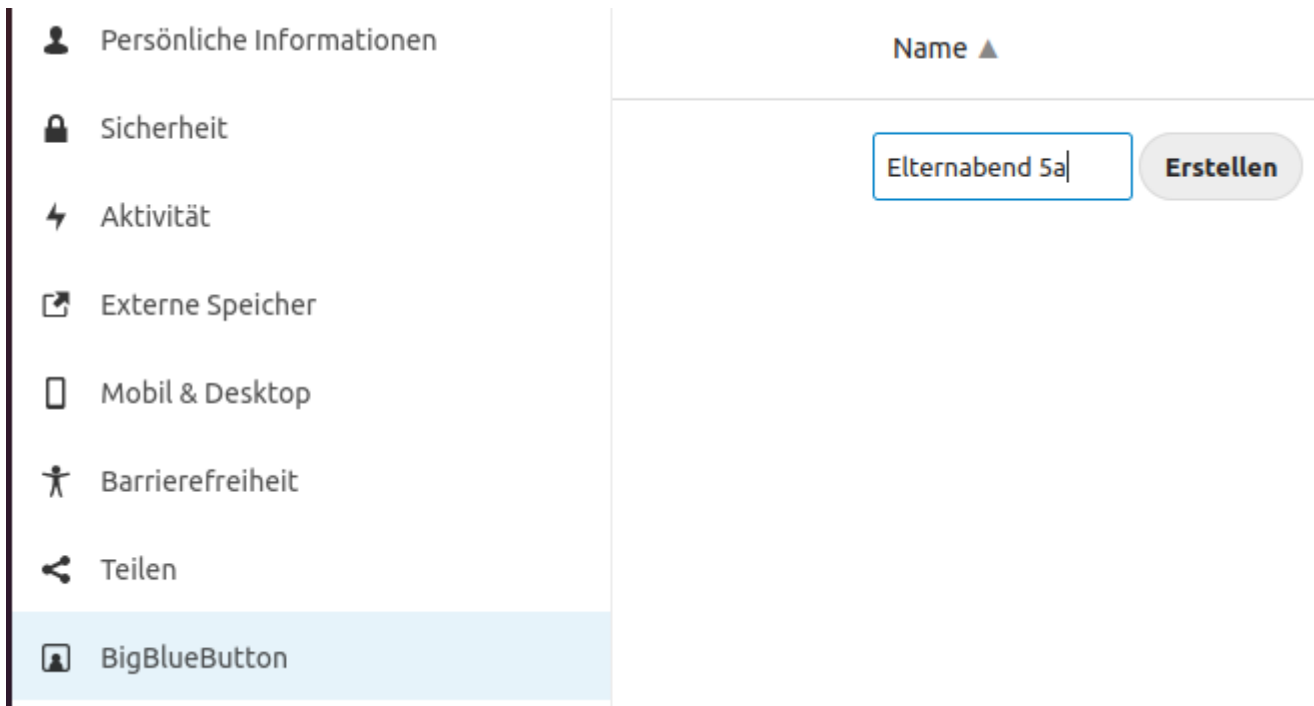 Persönliche Informationen
Sicherheit
Aktivität
Externe Speicher
Mobil & Desktop
Barrierefreiheit
Teilen
BigBlueButton
Name ▲
Elternabend 5a
Erstellen